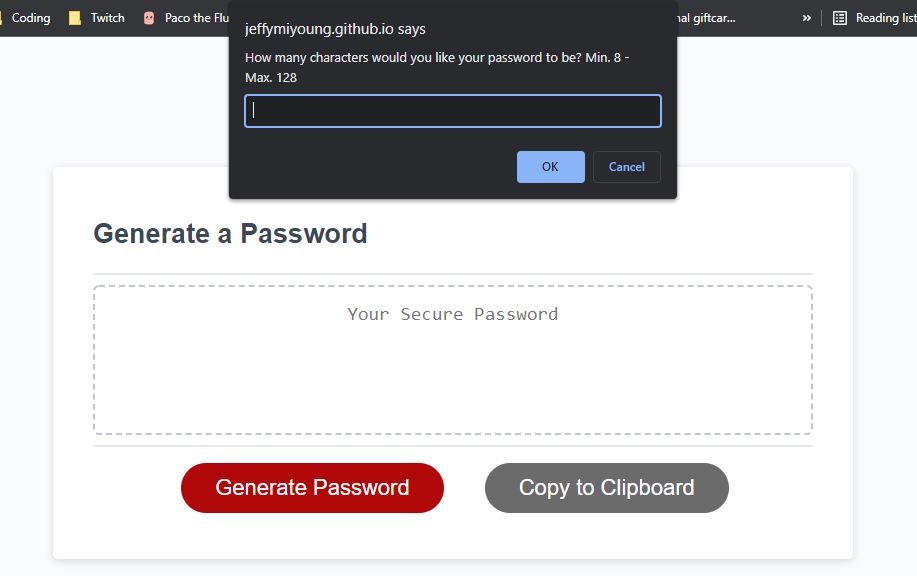 Coding Twitch Paco the Flu
giftcar... » Reading list
jeffymiyoung.github.io says
How many characters would you like your password to be? Min. 8 -
Max. 128
OK Cancel
Generate a Password
Your Secure Password
Generate Password Copy to Clipboard